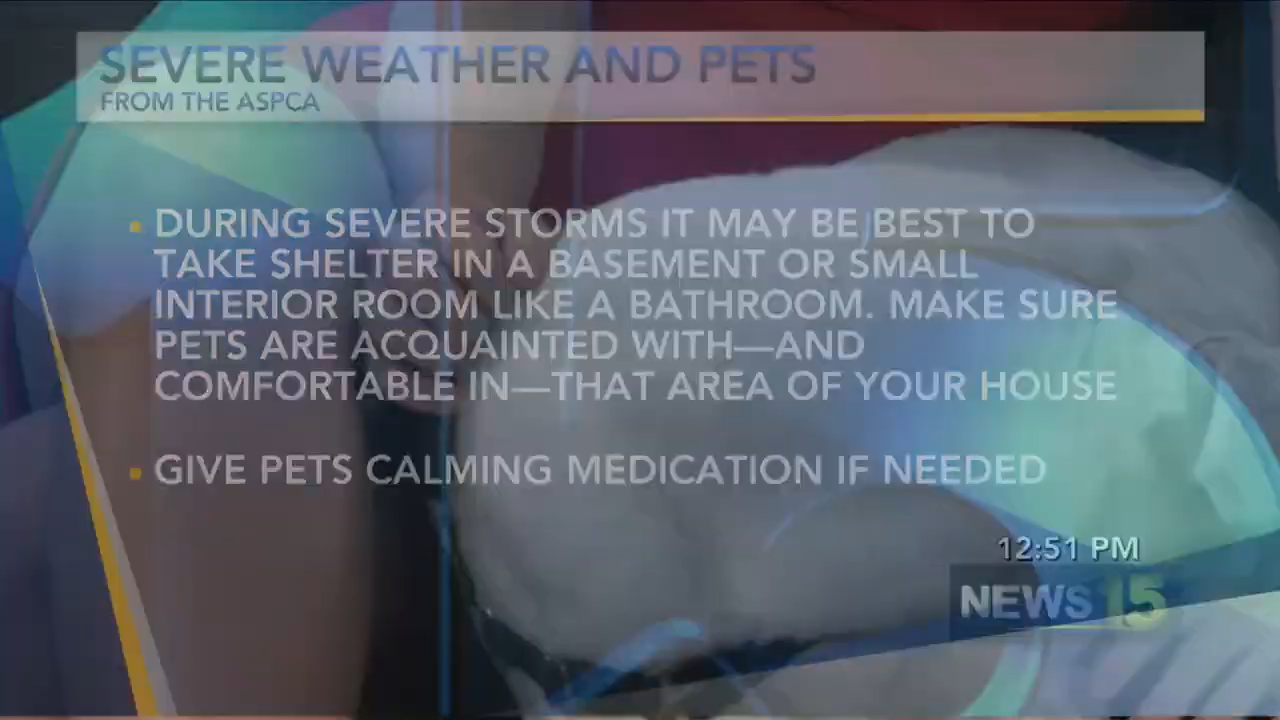 SEVERE WEATHER AND PETS
FROM THE ASPCA
• DURING SEVERE STORMS IT MAY BE BEST TO
TAKE SHELTER IN A BASEMENT OR SMALL
INTERIOR ROOM LIKE A BATHROOM. MAKE SURE
PETS ARE ACQUAINTED WITH—AND
COMFORTABLE IN—THAT AREA OF YOUR HOUSE
• GIVE PETS CALMING MEDICATION IF NEEDED
12:51 PM
NEWS 15